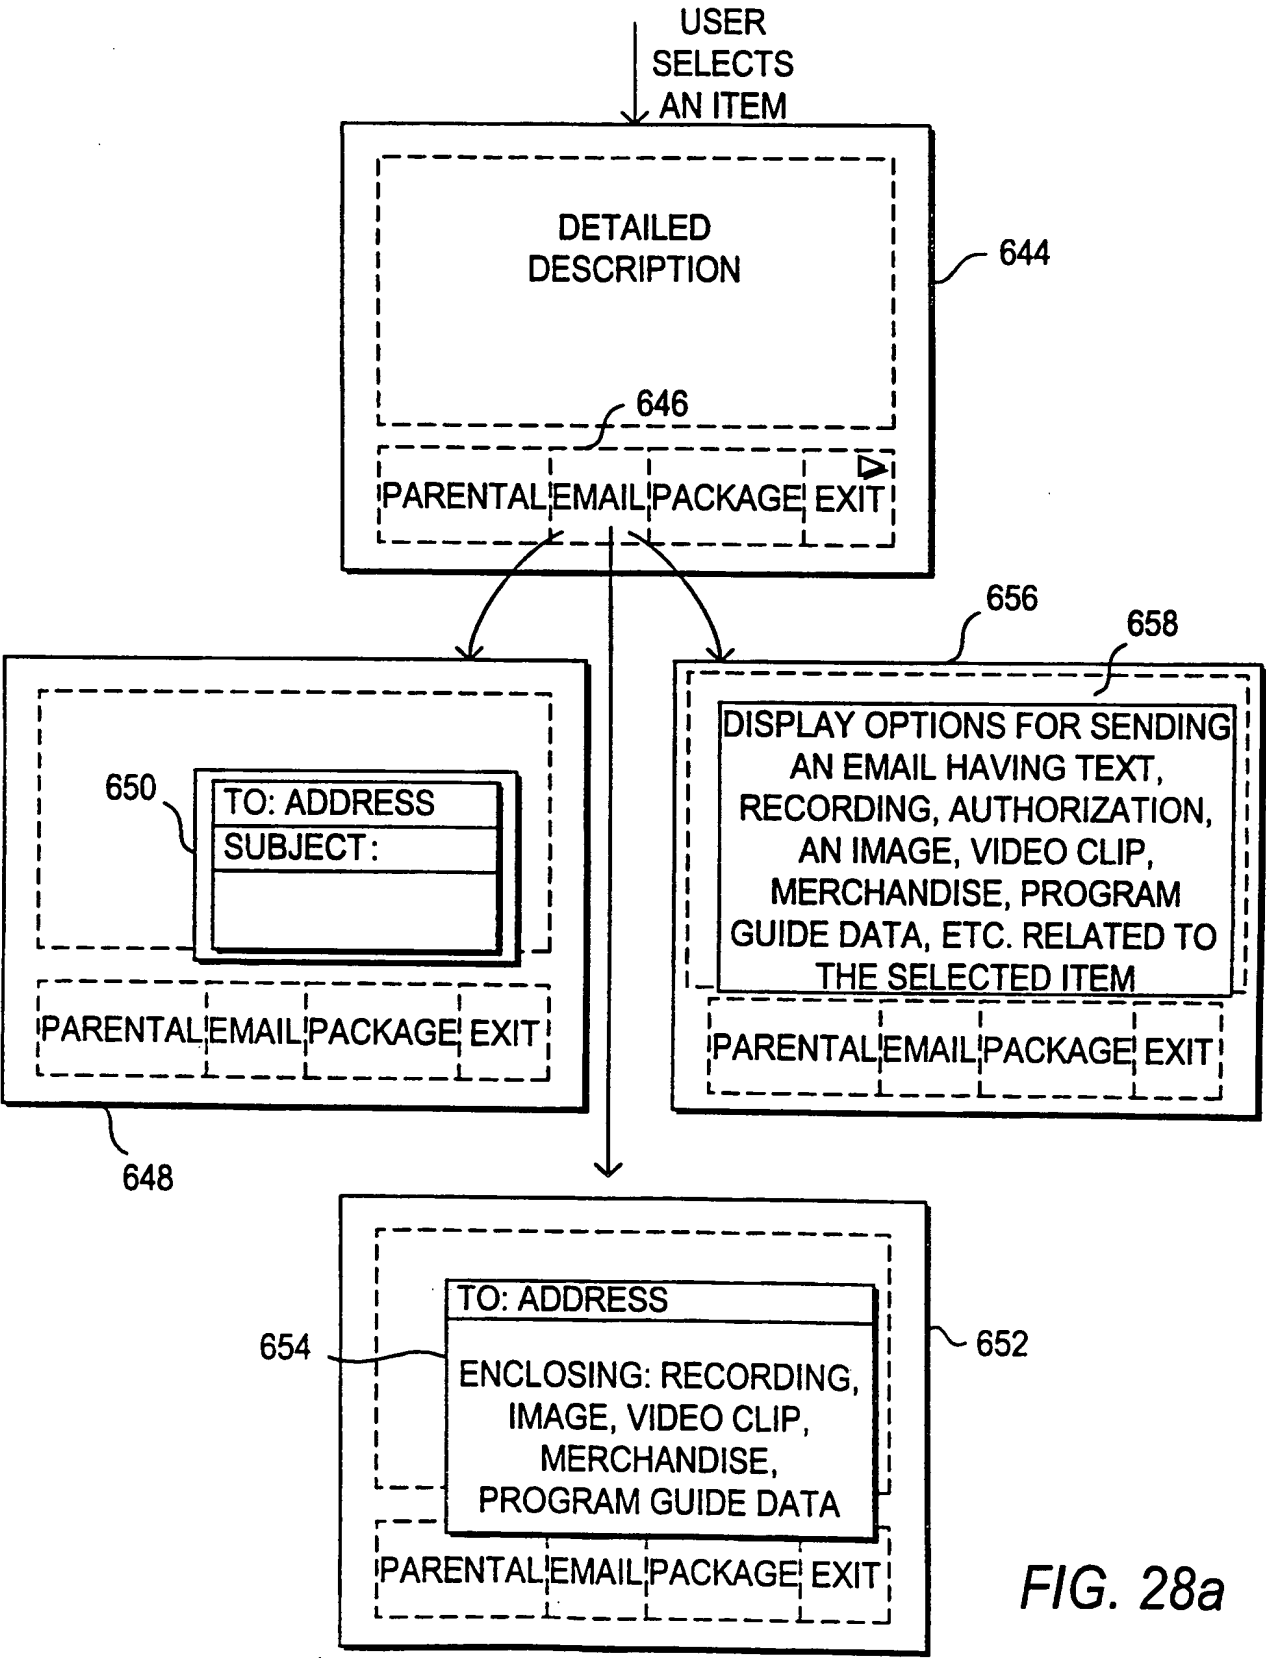 USER
SELECTS
AN ITEM
DETAILED
DESCRIPTION
644
646
PARENTAL EMAIL PACKAGE EXIT
656
658
650
TO: ADDRESS
SUBJECT:
PARENTAL EMAIL PACKAGE EXIT
648
DISPLAY OPTIONS FOR SENDING
AN EMAIL HAVING TEXT,
RECORDING, AUTHORIZATION,
AN IMAGE, VIDEO CLIP,
MERCHANDISE, PROGRAM
GUIDE DATA, ETC. RELATED TO
THE SELECTED ITEM
PARENTAL EMAIL PACKAGE EXIT
654
TO: ADDRESS
652
ENCLOSING: RECORDING,
IMAGE, VIDEO CLIP,
MERCHANDISE,
PROGRAM GUIDE DATA
PARENTAL EMAIL PACKAGE EXIT
FIG. 28a